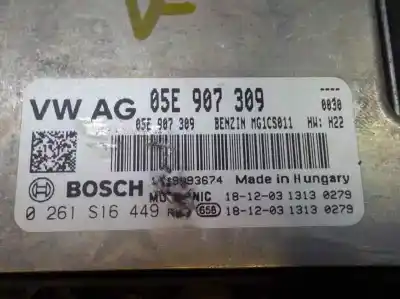 VW AG 05E 907 309
---- 0030
05E 907 309 BENZIN MG1CS011 HW: H22
BOSCH Made in Hungary
18-12-03 1313 0279
0 261 S16 449 658 18-12-03 1313 0279